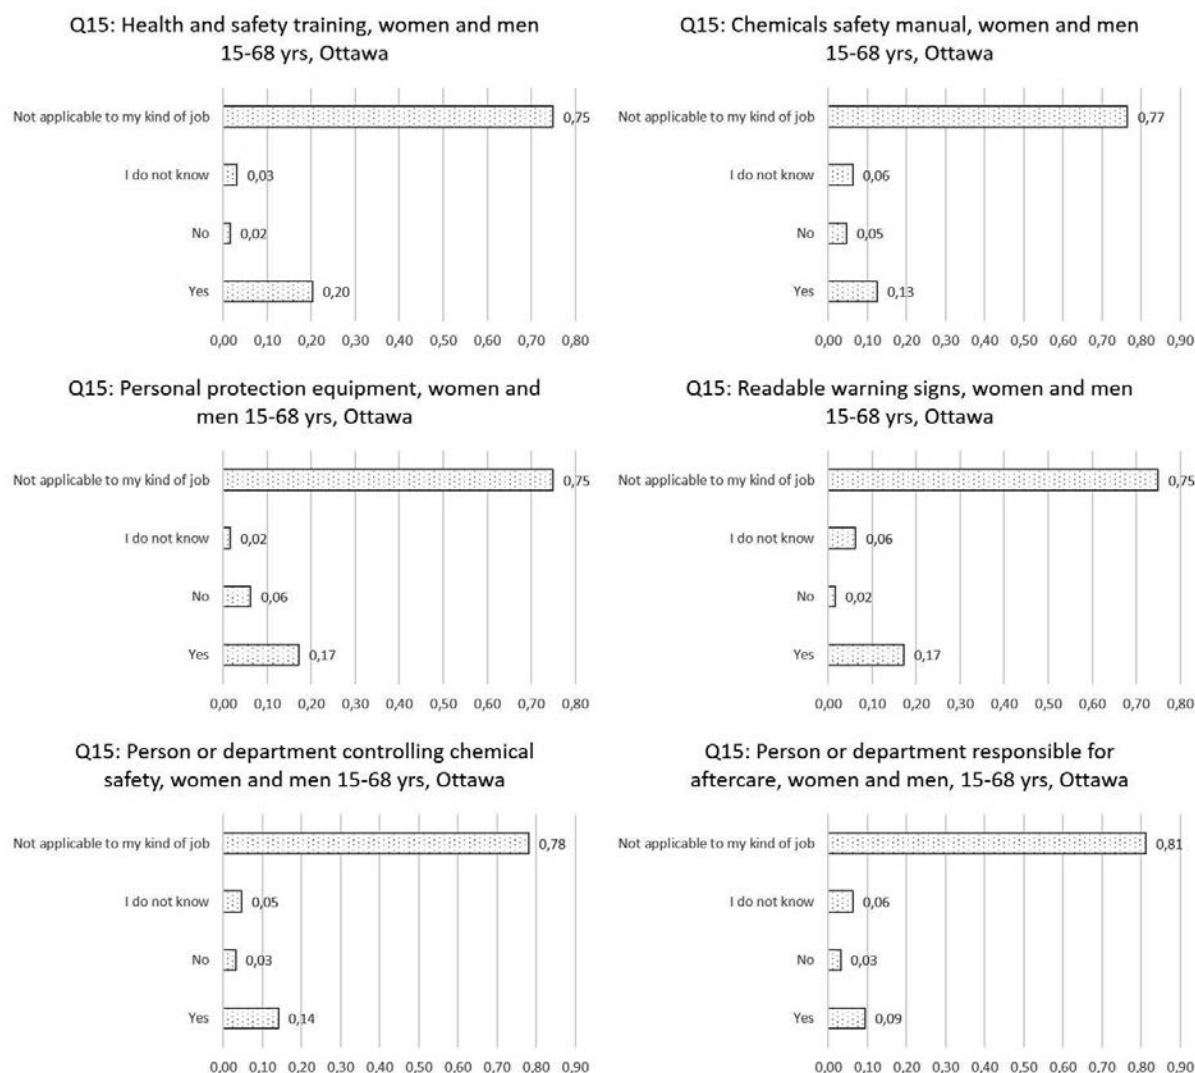 Q15: Health and safety training, women and men
15-68 yrs, Ottawa
Not applicable to my kind of job
0,75
I do not know
0,03
No
0,02
Yes
0,20
0,00 0,10 0,20 0,30 0,40 0,50 0,60 0,70 0,80
Q15: Chemicals safety manual, women and men
15-68 yrs, Ottawa
Not applicable to my kind of job
0,77
I do not know
0,06
No
0,05
Yes
0,13
0,00 0,10 0,20 0,30 0,40 0,50 0,60 0,70 0,80 0,90
Q15: Personal protection equipment, women and
men 15-68 yrs, Ottawa
Not applicable to my kind of job
0,75
I do not know
0,02
No
0,06
Yes
0,17
0,00 0,10 0,20 0,30 0,40 0,50 0,60 0,70 0,80
Q15: Readable warning signs, women and men
15-68 yrs, Ottawa
Not applicable to my kind of job
0,75
I do not know
0,06
No
0,02
Yes
0,17
0,00 0,10 0,20 0,30 0,40 0,50 0,60 0,70 0,80
Q15: Person or department controlling chemical
safety, women and men 15-68 yrs, Ottawa
Not applicable to my kind of job
0,78
I do not know
0,05
No
0,03
Yes
0,14
0,00 0,10 0,20 0,30 0,40 0,50 0,60 0,70 0,80 0,90
Q15: Person or department responsible for
aftercare, women and men, 15-68 yrs, Ottawa
Not applicable to my kind of job
0,81
I do not know
0,06
No
0,03
Yes
0,09
0,00 0,10 0,20 0,30 0,40 0,50 0,60 0,70 0,80 0,90